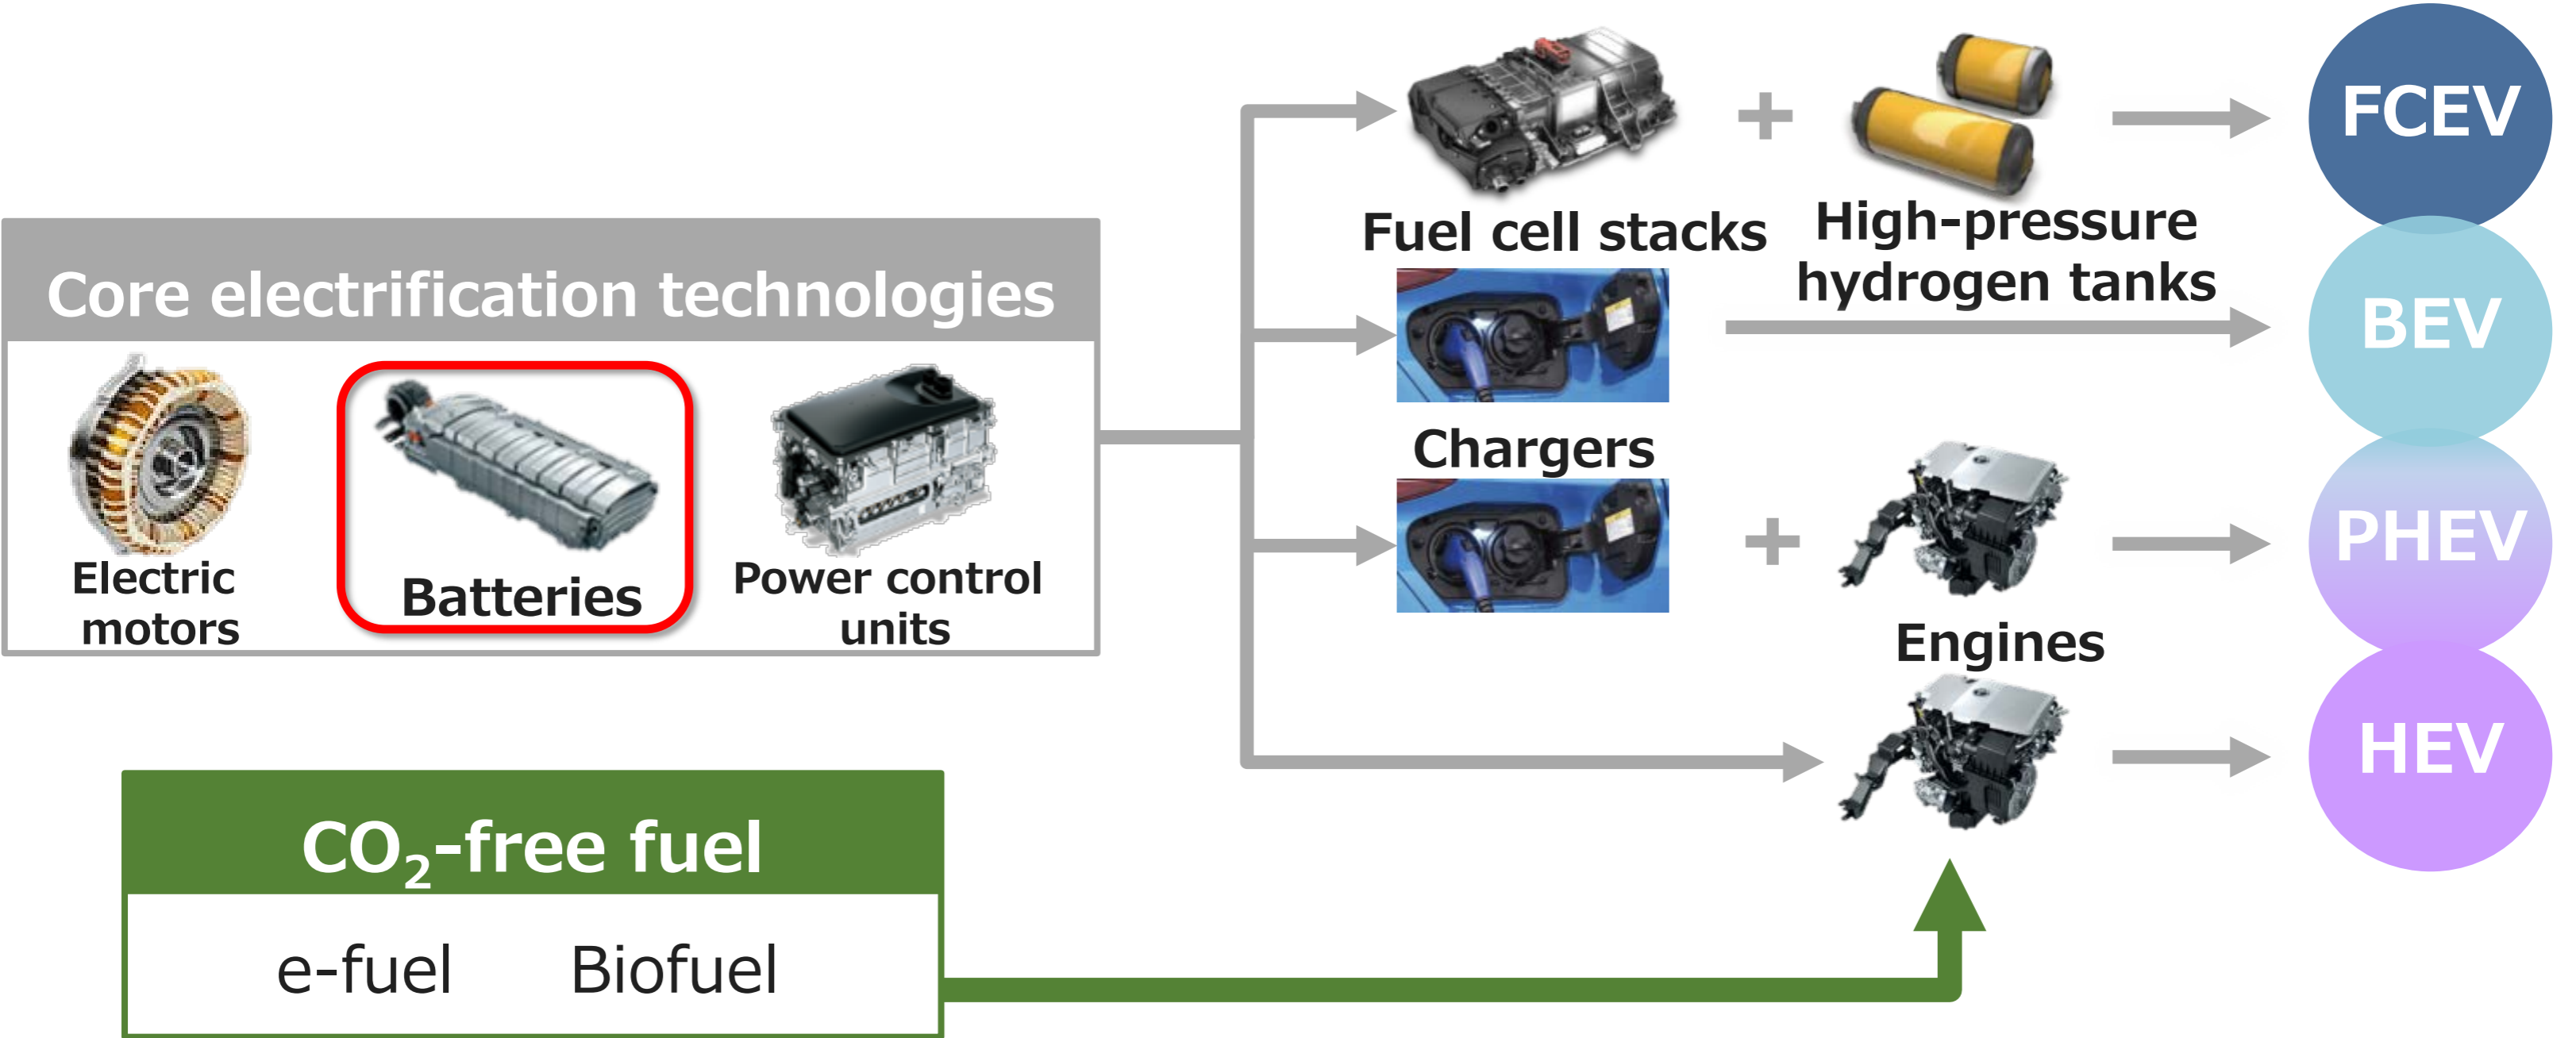 Core electrification technologies
Electric
motors
Batteries
Power control
units
CO₂-free fuel
e-fuel Biofuel
Fuel cell stacks
High-pressure
hydrogen tanks
Chargers
Engines
FCEV
BEV
PHEV
HEV